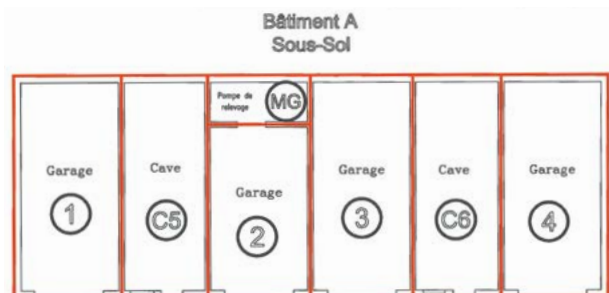 Bâtiment A
Sous-Sol
Pompe de
relevage
MG
Garage
1
Cave
C5
Garage
2
Garage
3
Cave
C6
Garage
4